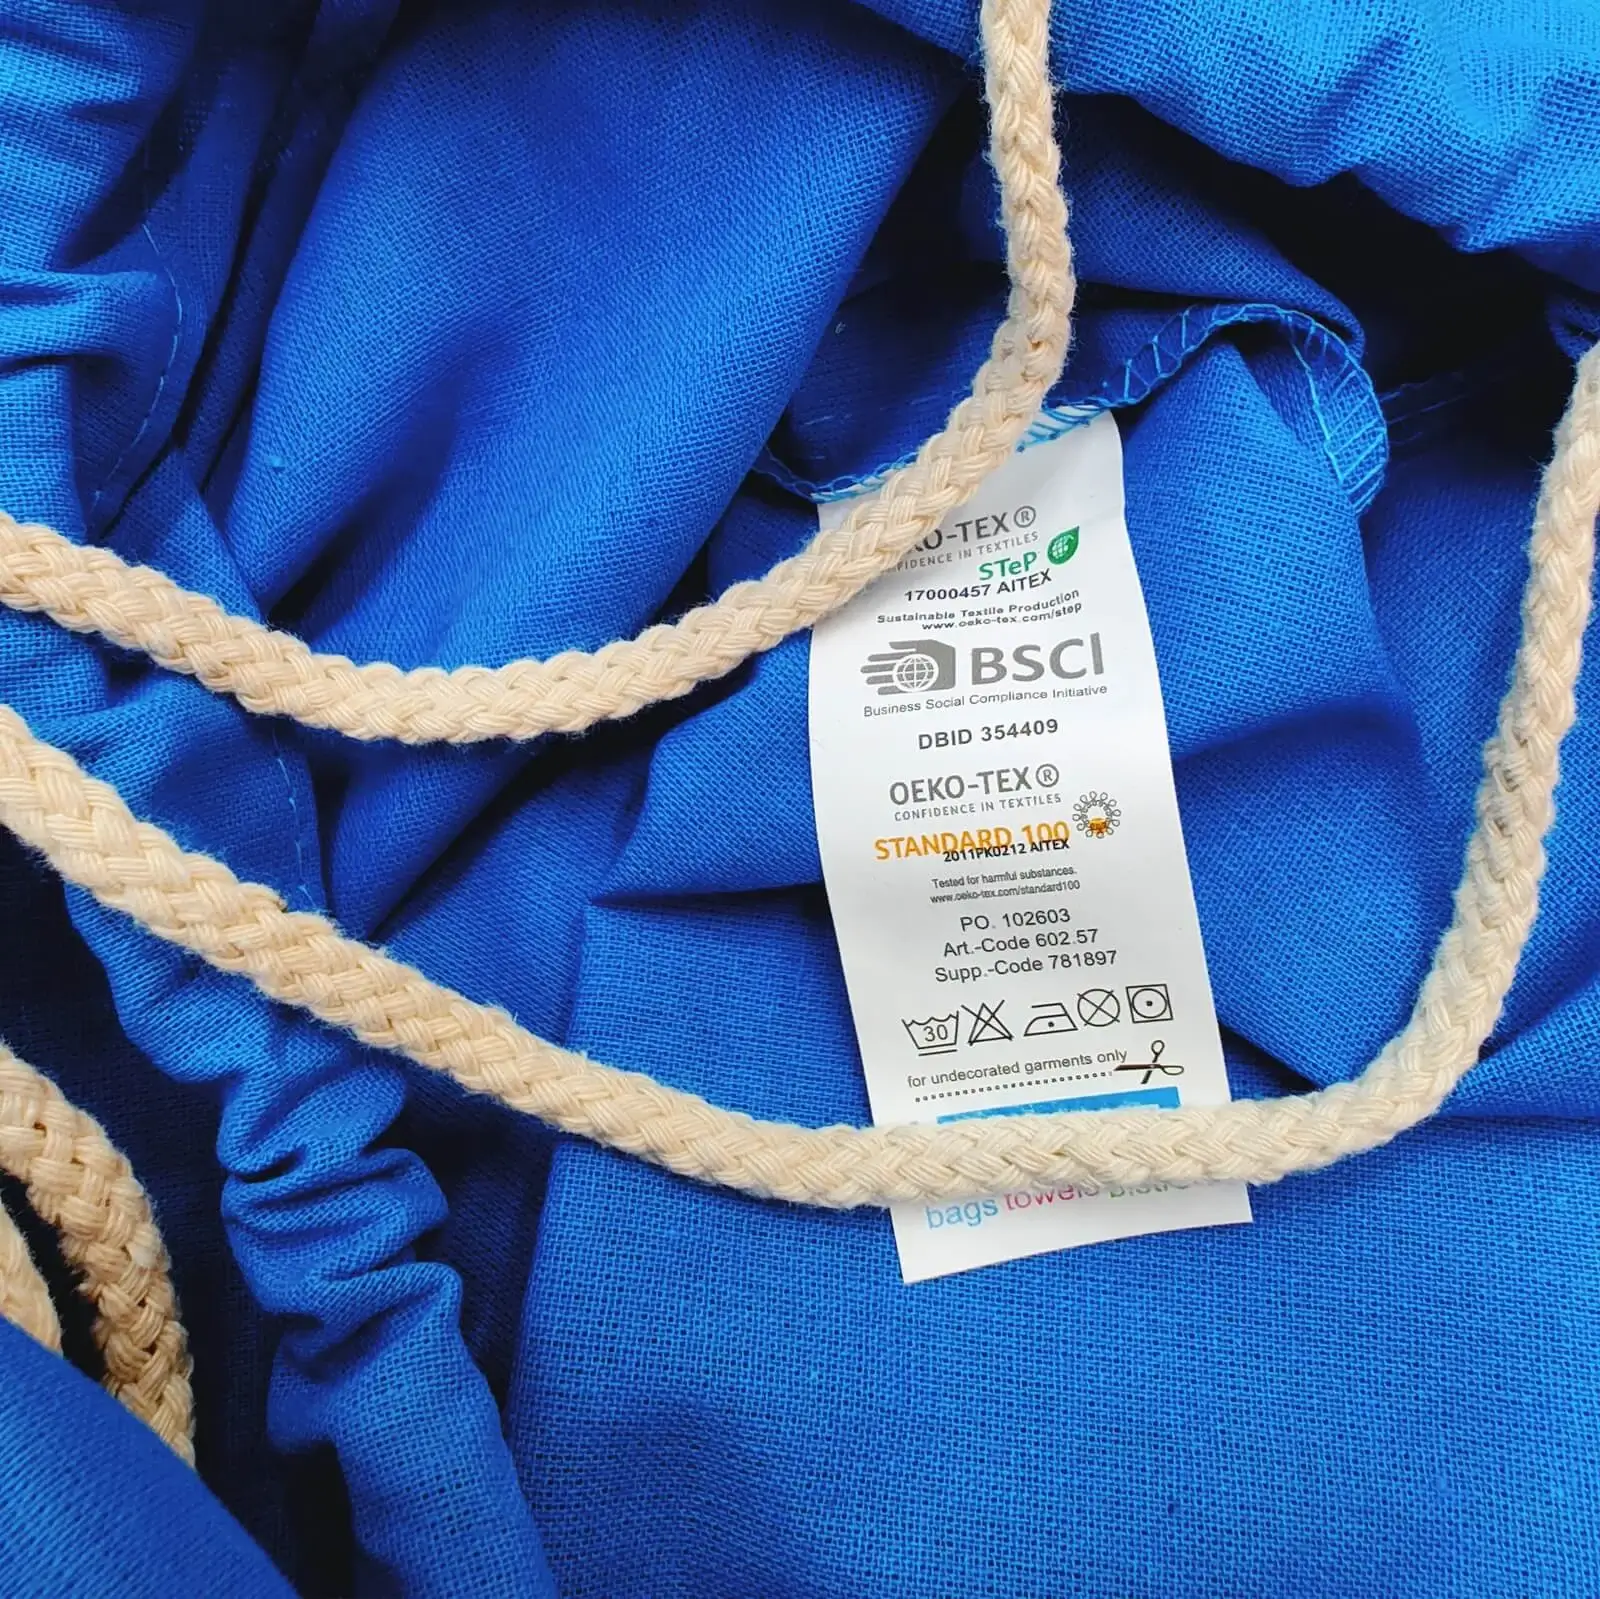 OEKO-TEX®
CONFIDENCE IN TEXTILES
STeP
17000457 AITEX
Sustainable Textile Production
www.oeko-tex.com/step
BSCI
Business Social Compliance Initiative
DBID 354409
OEKO-TEX®
CONFIDENCE IN TEXTILES
STANDARD 100
2011PK0212 AITEX
Tested for harmful substances.
www.oeko-tex.com/standard100
PO. 102603
Art.-Code 602.57
Supp.-Code 781897
30
for undecorated garments only
bags towels